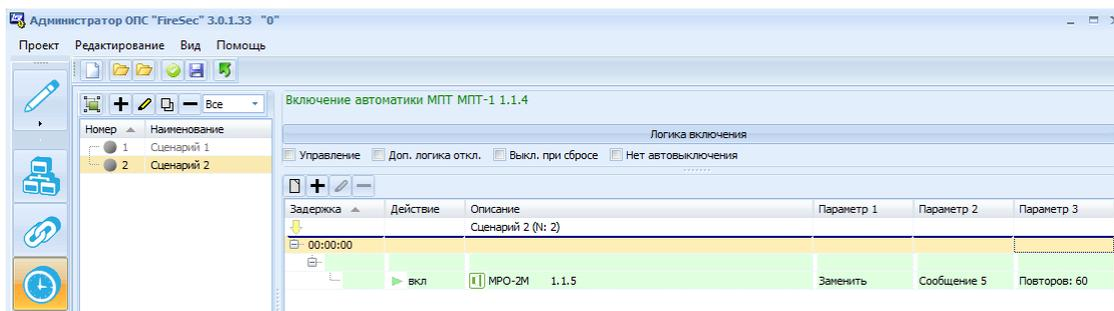 Администратор ОПС "FireSec" 3.0.1.33 "0"
Проект Редактирование Вид Помощь
Все
Включение автоматики МПТ МПТ-1 1.1.4
Логика включения
Номер Наименование
1 Сценарий 1
2 Сценарий 2
Управление Доп. логика откл. Выкл. при сбросе Нет автовыключения
Задержка Действие Описание Параметр 1 Параметр 2 Параметр 3
Сценарий 2 (N: 2)
00:00:00
вкл МРО-2М 1.1.5 Заменить Сообщение 5 Повторов: 60